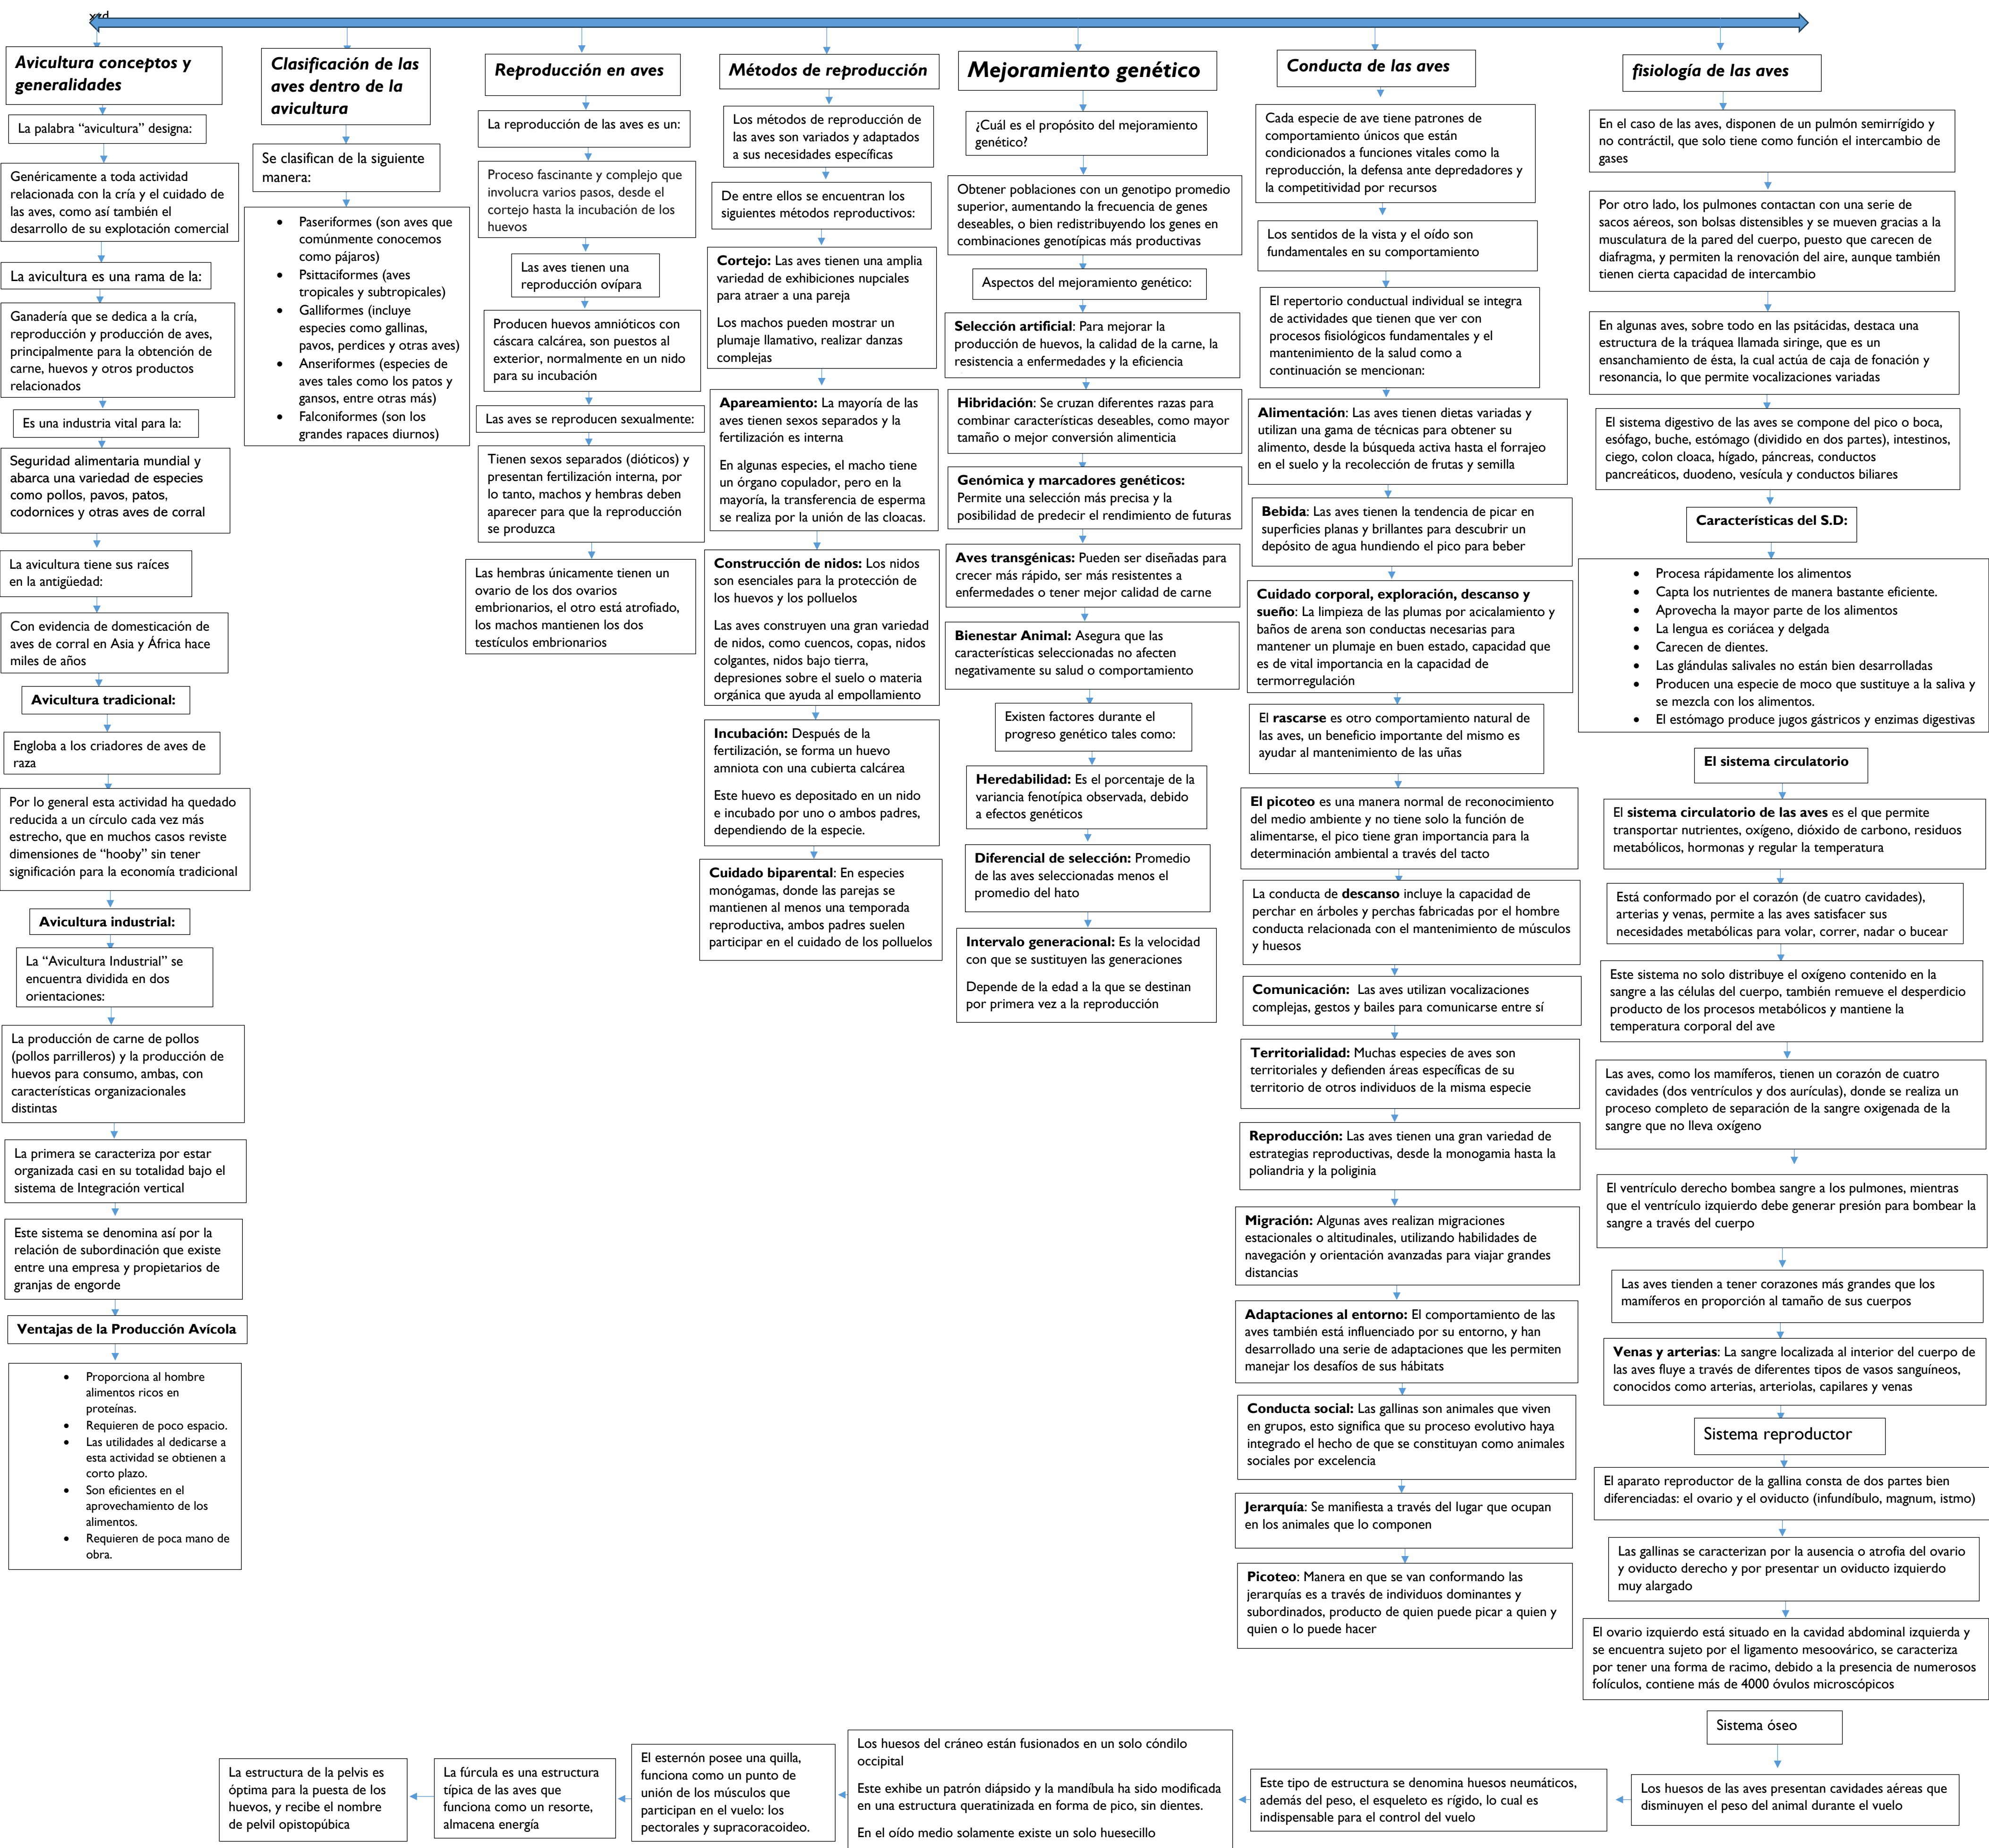 Avicultura conceptos y
generalidades
La palabra “avicultura” designa:
Genéricamente a toda actividad
relacionada con la cría y el cuidado de
las aves, como así también el
desarrollo de su explotación comercial
La avicultura es una rama de la:
Ganadería que se dedica a la cría,
reproducción y producción de aves,
principalmente para la obtención de
carne, huevos y otros productos
relacionados
Es una industria vital para la:
Seguridad alimentaria mundial y
abarca una variedad de especies
como pollos, pavos, patos,
codornices y otras aves de corral
La avicultura tiene sus raíces
en la antigüedad:
Con evidencia de domesticación de
aves de corral en Asia y África hace
miles de años
Avicultura tradicional:
Engloba a los criadores de aves de
raza
Por lo general esta actividad ha quedado
reducida a un círculo cada vez más
estrecho, que en muchos casos reviste
dimensiones de “hooby” sin tener
significación para la economía tradicional
Avicultura industrial:
La “Avicultura Industrial” se
encuentra dividida en dos
orientaciones:
La producción de carne de pollos
(pollos parrilleros) y la producción de
huevos para consumo, ambas, con
características organizacionales
distintas
La primera se caracteriza por estar
organizada casi en su totalidad bajo el
sistema de Integración vertical
Este sistema se denomina así por la
relación de subordinación que existe
entre una empresa y propietarios de
granjas de engorde
Ventajas de la Producción Avícola
• Proporciona al hombre
alimentos ricos en
proteínas.
• Requieren de poco espacio.
• Las utilidades al dedicarse a
esta actividad se obtienen a
corto plazo.
• Son eficientes en el
aprovechamiento de los
alimentos.
• Requieren de poca mano de
obra.
Clasificación de las
aves dentro de la
avicultura
Se clasifican de la siguiente
manera:
• Paseriformes (son aves que
comúnmente conocemos
como pájaros)
• Psittaciformes (aves
tropicales y subtropicales)
• Galliformes (incluye
especies como gallinas,
pavos, perdices y otras aves)
• Anseriformes (especies de
aves tales como los patos y
gansos, entre otras más)
• Falconiformes (son los
grandes rapaces diurnos)
Reproducción en aves
La reproducción de las aves es un:
Proceso fascinante y complejo que
involucra varios pasos, desde el
cortejo hasta la incubación de los
huevos
Las aves tienen una
reproducción ovípara
Producen huevos amnióticos con
cáscara calcárea, son puestos al
exterior, normalmente en un nido
para su incubación
Las aves se reproducen sexualmente:
Tienen sexos separados (dióticos) y
presentan fertilización interna, por
lo tanto, machos y hembras deben
aparecer para que la reproducción
se produzca
Las hembras únicamente tienen un
ovario de los dos ovarios
embrionarios, el otro está atrofiado,
los machos mantienen los dos
testículos embrionarios
Métodos de reproducción
Los métodos de reproducción de
las aves son variados y adaptados
a sus necesidades específicas
De entre ellos se encuentran los
siguientes métodos reproductivos:
Cortejo: Las aves tienen una amplia
variedad de exhibiciones nupciales
para atraer a una pareja
Los machos pueden mostrar un
plumaje llamativo, realizar danzas
complejas
Apareamiento: La mayoría de las
aves tienen sexos separados y la
fertilización es interna
En algunas especies, el macho tiene
un órgano copulador, pero en la
mayoría, la transferencia de esperma
se realiza por la unión de las cloacas.
Construcción de nidos: Los nidos
son esenciales para la protección de
los huevos y los polluelos
Las aves construyen una gran variedad
de nidos, como cuencos, copas, nidos
colgantes, nidos bajo tierra,
depresiones sobre el suelo o materia
orgánica que ayuda al empollamiento
Incubación: Después de la
fertilización, se forma un huevo
amniota con una cubierta calcárea
Este huevo es depositado en un nido
e incubado por uno o ambos padres,
dependiendo de la especie.
Cuidado biparental: En especies
monógamas, donde las parejas se
mantienen al menos una temporada
reproductiva, ambos padres suelen
participar en el cuidado de los polluelos
Mejoramiento genético
¿Cuál es el propósito del mejoramiento
genético?
Obtener poblaciones con un genotipo promedio
superior, aumentando la frecuencia de genes
deseables, o bien redistribuyendo los genes en
combinaciones genotípicas más productivas
Aspectos del mejoramiento genético:
Selección artificial: Para mejorar la
producción de huevos, la calidad de la carne, la
resistencia a enfermedades y la eficiencia
Hibridación: Se cruzan diferentes razas para
combinar características deseables, como mayor
tamaño o mejor conversión alimenticia
Genómica y marcadores genéticos:
Permite una selección más precisa y la
posibilidad de predecir el rendimiento de futuras
Aves transgénicas: Pueden ser diseñadas para
crecer más rápido, ser más resistentes a
enfermedades o tener mejor calidad de carne
Bienestar Animal: Asegura que las
características seleccionadas no afecten
negativamente su salud o comportamiento
Existen factores durante el
progreso genético tales como:
Heredabilidad: Es el porcentaje de la
variancia fenotípica observada, debido
a efectos genéticos
Diferencial de selección: Promedio
de las aves seleccionadas menos el
promedio del hato
Intervalo generacional: Es la velocidad
con que se sustituyen las generaciones
Depende de la edad a la que se destinan
por primera vez a la reproducción
Conducta de las aves
Cada especie de ave tiene patrones de
comportamiento únicos que están
condicionados a funciones vitales como la
reproducción, la defensa ante depredadores y
la competitividad por recursos
Los sentidos de la vista y el oído son
fundamentales en su comportamiento
El repertorio conductual individual se integra
de actividades que tienen que ver con
procesos fisiológicos fundamentales y el
mantenimiento de la salud como a
continuación se mencionan:
Alimentación: Las aves tienen dietas variadas y
utilizan una gama de técnicas para obtener su
alimento, desde la búsqueda activa hasta el forrajeo
en el suelo y la recolección de frutas y semilla
Bebida: Las aves tienen la tendencia de picar en
superficies planas y brillantes para descubrir un
depósito de agua hundiendo el pico para beber
Cuidado corporal, exploración, descanso y
sueño: La limpieza de las plumas por acicalamiento y
baños de arena son conductas necesarias para
mantener un plumaje en buen estado, capacidad que
es de vital importancia en la capacidad de
termorregulación
El rascarse es otro comportamiento natural de
las aves, un beneficio importante del mismo es
ayudar al mantenimiento de las uñas
El picoteo es una manera normal de reconocimiento
del medio ambiente y no tiene solo la función de
alimentarse, el pico tiene gran importancia para la
determinación ambiental a través del tacto
La conducta de descanso incluye la capacidad de
perchar en árboles y perchas fabricadas por el hombre
conducta relacionada con el mantenimiento de músculos
y huesos
Comunicación: Las aves utilizan vocalizaciones
complejas, gestos y bailes para comunicarse entre sí
Territorialidad: Muchas especies de aves son
territoriales y defienden áreas específicas de su
territorio de otros individuos de la misma especie
Reproducción: Las aves tienen una gran variedad de
estrategias reproductivas, desde la monogamia hasta la
poliandria y la poliginia
Migración: Algunas aves realizan migraciones
estacionales o altitudinales, utilizando habilidades de
navegación y orientación avanzadas para viajar grandes
distancias
Adaptaciones al entorno: El comportamiento de las
aves también está influenciado por su entorno, y han
desarrollado una serie de adaptaciones que les permiten
manejar los desafíos de sus hábitats
Conducta social: Las gallinas son animales que viven
en grupos, esto significa que su proceso evolutivo haya
integrado el hecho de que se constituyan como animales
sociales por excelencia
Jerarquía: Se manifiesta a través del lugar que ocupan
en los animales que lo componen
Picoteo: Manera en que se van conformando las
jerarquías es a través de individuos dominantes y
subordinados, producto de quien puede picar a quien y
quien o lo puede hacer
fisiología de las aves
En el caso de las aves, disponen de un pulmón semirrígido y
no contráctil, que solo tiene como función el intercambio de
gases
Por otro lado, los pulmones contactan con una serie de
sacos aéreos, son bolsas distensibles y se mueven gracias a la
musculatura de la pared del cuerpo, puesto que carecen de
diafragma, y permiten la renovación del aire, aunque también
tienen cierta capacidad de intercambio
En algunas aves, sobre todo en las psitácidas, destaca una
estructura de la tráquea llamada siringe, que es un
ensanchamiento de ésta, la cual actúa de caja de fonación y
resonancia, lo que permite vocalizaciones variadas
El sistema digestivo de las aves se compone del pico o boca,
esófago, buche, estómago (dividido en dos partes), intestinos,
ciego, colon cloaca, hígado, páncreas, conductos
pancreáticos, duodeno, vesícula y conductos biliares
Características del S.D:
• Procesa rápidamente los alimentos
• Capta los nutrientes de manera bastante eficiente.
• Aprovecha la mayor parte de los alimentos
• La lengua es coriácea y delgada
• Carecen de dientes.
• Las glándulas salivales no están bien desarrolladas
• Producen una especie de moco que sustituye a la saliva y
se mezcla con los alimentos.
• El estómago produce jugos gástricos y enzimas digestivas
El sistema circulatorio
El sistema circulatorio de las aves es el que permite
transportar nutrientes, oxígeno, dióxido de carbono, residuos
metabólicos, hormonas y regular la temperatura
Está conformado por el corazón (de cuatro cavidades),
arterias y venas, permite a las aves satisfacer sus
necesidades metabólicas para volar, correr, nadar o bucear
Este sistema no solo distribuye el oxígeno contenido en la
sangre a las células del cuerpo, también remueve el desperdicio
producto de los procesos metabólicos y mantiene la
temperatura corporal del ave
Las aves, como los mamíferos, tienen un corazón de cuatro
cavidades (dos ventrículos y dos aurículas), donde se realiza un
proceso completo de separación de la sangre oxigenada de la
sangre que no lleva oxígeno
El ventrículo derecho bombea sangre a los pulmones, mientras
que el ventrículo izquierdo debe generar presión para bombear la
sangre a través del cuerpo
Las aves tienden a tener corazones más grandes que los
mamíferos en proporción al tamaño de sus cuerpos
Venas y arterias: La sangre localizada al interior del cuerpo de
las aves fluye a través de diferentes tipos de vasos sanguíneos,
conocidos como arterias, arteriolas, capilares y venas
Sistema reproductor
El aparato reproductor de la gallina consta de dos partes bien
diferenciadas: el ovario y el oviducto (infundíbulo, magnum, istmo)
Las gallinas se caracterizan por la ausencia o atrofia del ovario
y oviducto derecho y por presentar un oviducto izquierdo
muy alargado
El ovario izquierdo está situado en la cavidad abdominal izquierda y
se encuentra sujeto por el ligamento mesoovárico, se caracteriza
por tener una forma de racimo, debido a la presencia de numerosos
folículos, contiene más de 4000 óvulos microscópicos
Sistema óseo
Los huesos de las aves presentan cavidades aéreas que
disminuyen el peso del animal durante el vuelo
Este tipo de estructura se denomina huesos neumáticos,
además del peso, el esqueleto es rígido, lo cual es
indispensable para el control del vuelo
Los huesos del cráneo están fusionados en un solo cóndilo
occipital
Este exhibe un patrón diápsido y la mandíbula ha sido modificada
en una estructura queratinizada en forma de pico, sin dientes.
En el oído medio solamente existe un solo huesecillo
El esternón posee una quilla,
funciona como un punto de
unión de los músculos que
participan en el vuelo: los
pectorales y supracoracoideo.
La fúrcula es una estructura
típica de las aves que
funciona como un resorte,
almacena energía
La estructura de la pelvis es
óptima para la puesta de los
huevos, y recibe el nombre
de pelvil opistopúbica